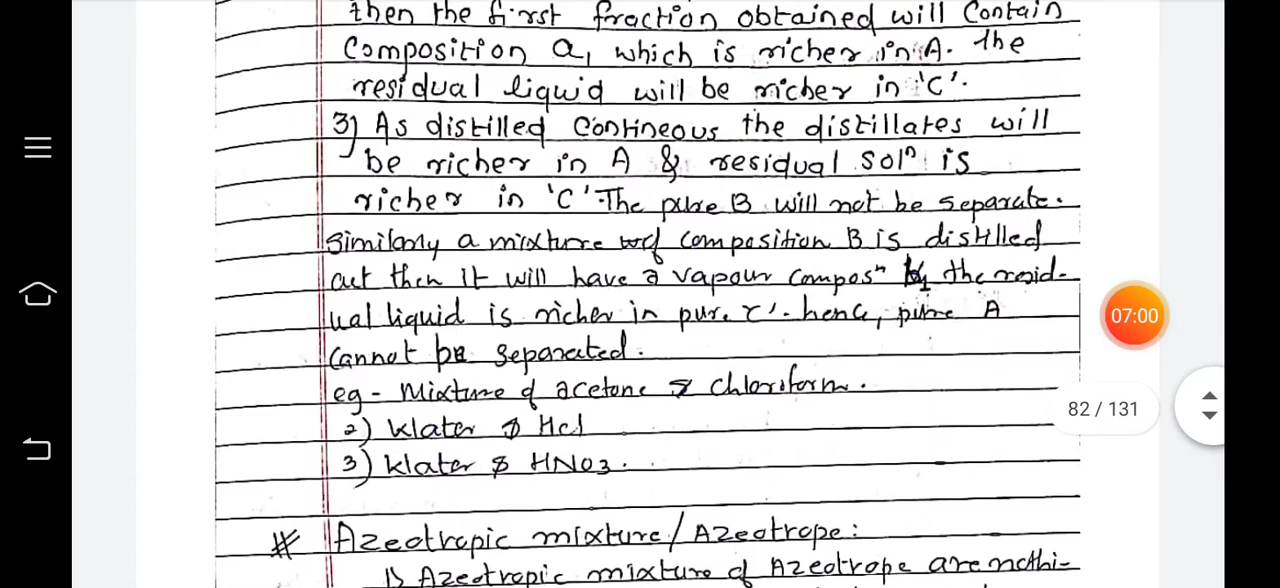 then the first fraction obtained will contain
composition a, which is richer in A. the
residual liquid will be richer in 'C'.
3) As distilled contineous the distillates will
be richer in A & residual solⁿ is
richer in 'C'. The pure B will not be separate.
similarly a mixture of composition B is distilled
out then it will have a vapour composⁿ b₁ the resid-
ual liquid is richer in pure 'C'. hence, pure A
cannot be separated.
eg - Mixture of acetone & chloroform.
2) Water & Hcl
3) Water & HNO3.
# Azeotropic mixture/Azeotrope:
1) Azeotropic mixture of Azeotrope are nothi-
07:00
82 / 131